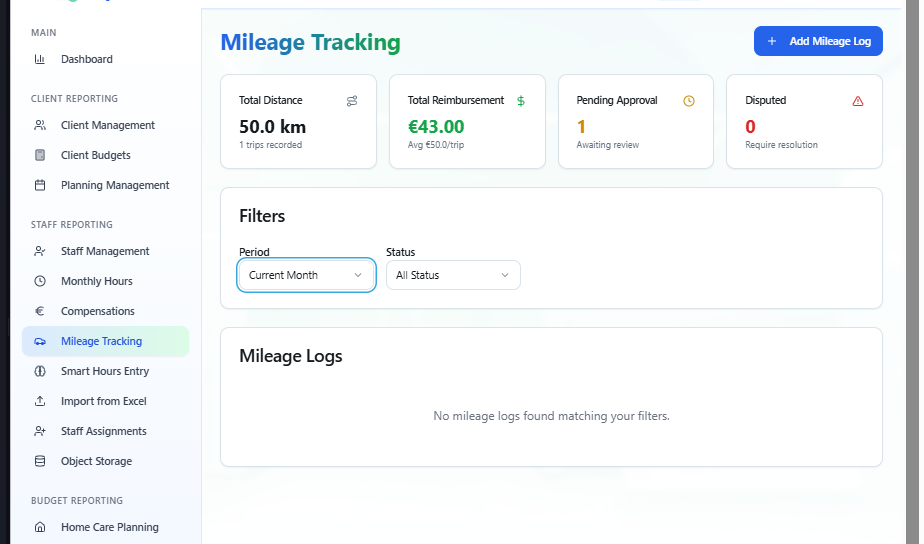 MAIN
Dashboard
CLIENT REPORTING
Client Management
Client Budgets
Planning Management
STAFF REPORTING
Staff Management
Monthly Hours
Compensations
Mileage Tracking
Smart Hours Entry
Import from Excel
Staff Assignments
Object Storage
BUDGET REPORTING
Home Care Planning
Mileage Tracking
+ Add Mileage Log
Total Distance
50.0 km
1 trips recorded
Total Reimbursement
€43.00
Avg €50.0/trip
Pending Approval
1
Awaiting review
Disputed
0
Require resolution
Filters
Period
Current Month
Status
All Status
Mileage Logs
No mileage logs found matching your filters.